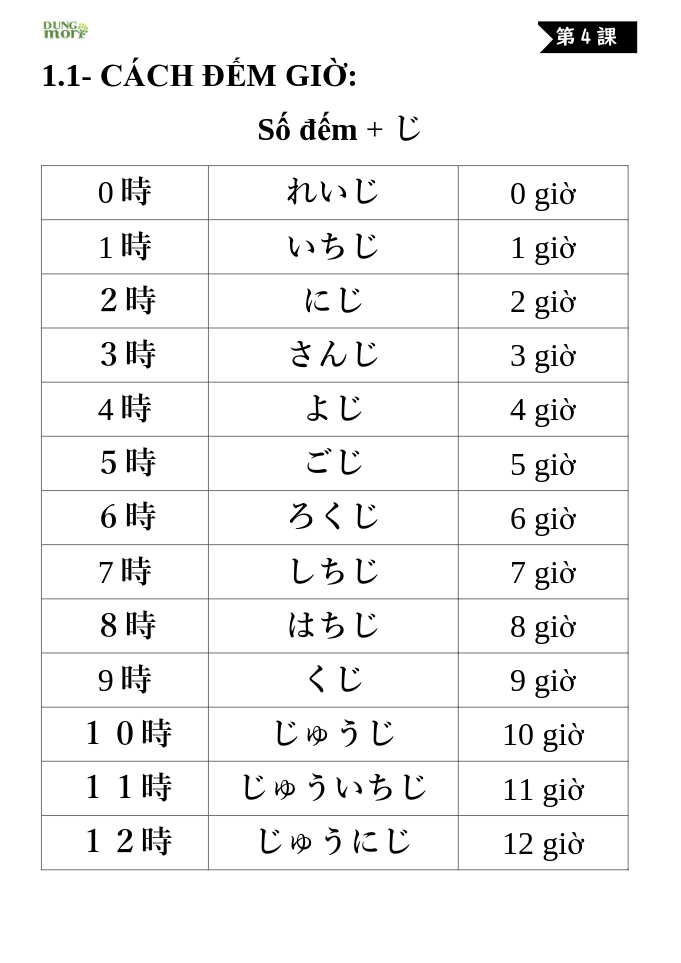 DUNG
mori
第4課
1.1- CÁCH ĐẾM GIỜ:
Số đếm + じ
0時 れいじ 0 giờ
1時 いちじ 1 giờ
２時 にじ 2 giờ
３時 さんじ 3 giờ
4時 よじ 4 giờ
５時 ごじ 5 giờ
６時 ろくじ 6 giờ
7時 しちじ 7 giờ
８時 はちじ 8 giờ
9時 くじ 9 giờ
１０時 じゅうじ 10 giờ
１１時 じゅういちじ 11 giờ
１２時 じゅうにじ 12 giờ